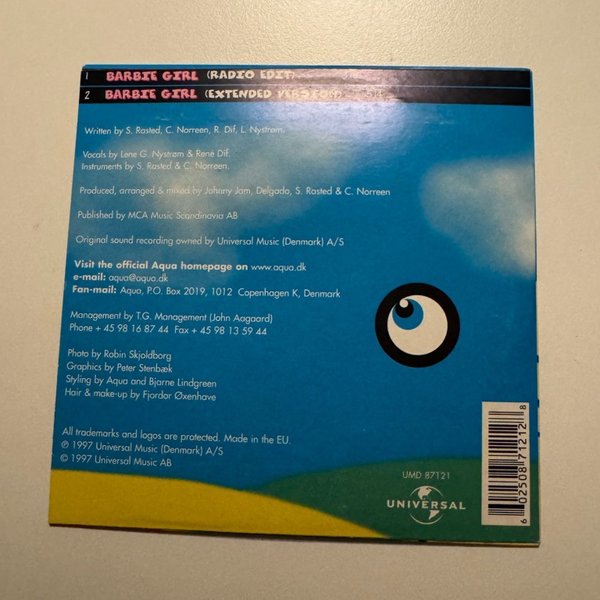 1 BARBIE GIRL (RADIO EDIT)
2 BARBIE GIRL (EXTENDED VERSION)
Written by S. Rasted, C. Norreen, R. Dif, L. Nystrøm.
Vocals by Lene G. Nystrøm & René Dif.
Instruments by S. Rasted & C. Norreen.
Produced, arranged & mixed by Johnny Jam, Delgado, S. Rasted & C. Norreen
Published by MCA Music Scandinavia AB
Original sound recording owned by Universal Music (Denmark) A/S
Visit the official Aqua homepage on www.aqua.dk
e-mail: aqua@aqua.dk
Fan-mail: Aqua, P.O. Box 2019, 1012 Copenhagen K, Denmark
Management by T.G. Management (John Aagaard)
Phone + 45 98 16 87 44 Fax + 45 98 13 59 44
Photo by Robin Skjoldborg
Graphics by Peter Stenbæk
Styling by Aqua and Bjarne Lindgreen
Hair & make-up by Fjordor Øxenhave
All trademarks and logos are protected. Made in the EU.
℗ 1997 Universal Music (Denmark) A/S
© 1997 Universal Music AB
UMD 87121
UNIVERSAL
6 02508 71212 8